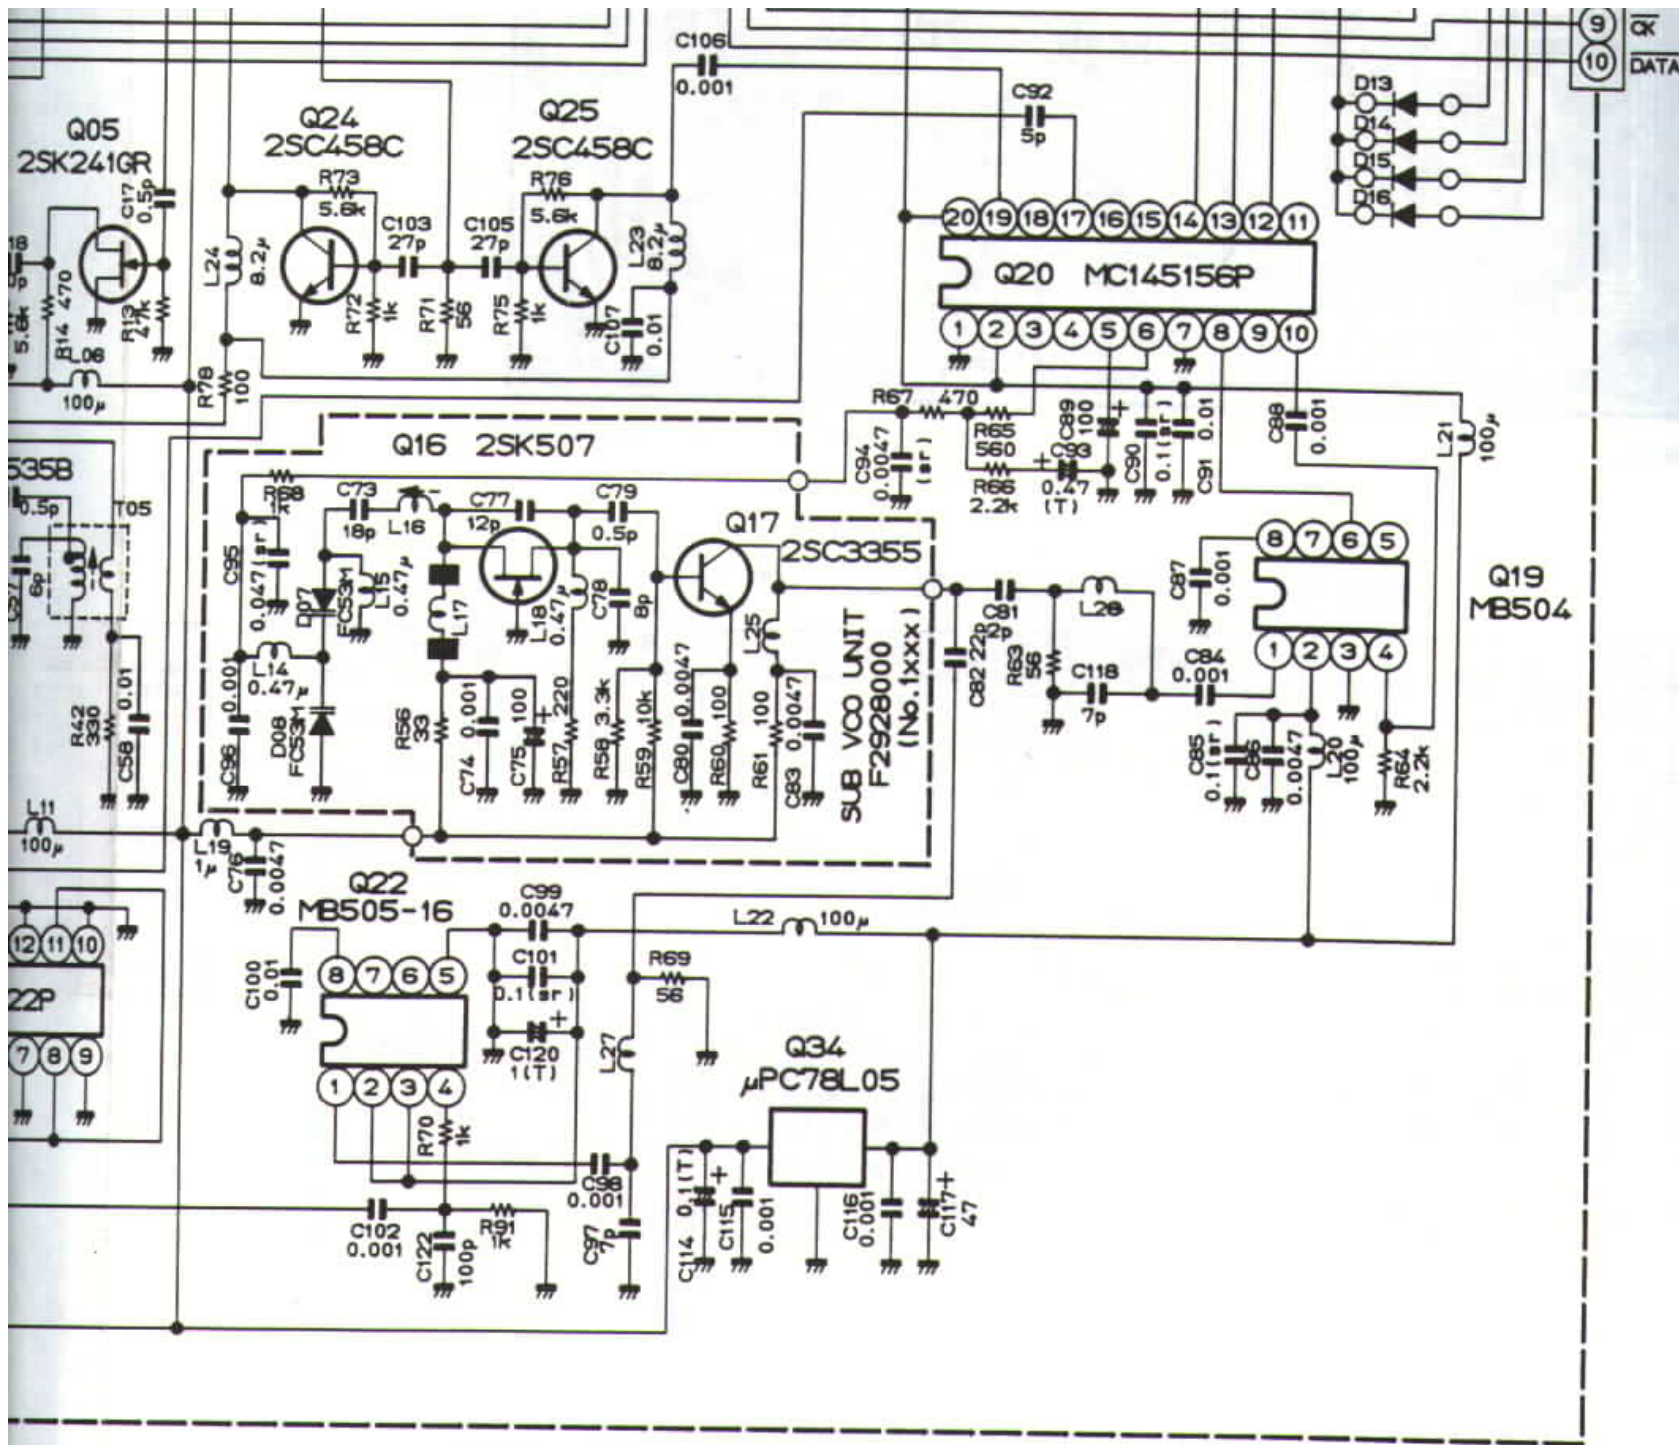 9 CK
10 DATA
C106
0.001
C92
5p
D13
D14
D15
D16
Q05
2SK241GR
C17
0.5p
Q24
2SC458C
Q25
2SC458C
R73
5.6k
R76
5.6k
C103
27p
C105
27p
L24
8.2μ
L23
8.2μ
R72
1k
R71
56
R75
1k
C107
0.01
18
5.6k
R14 470
R13
4.7k
L06
100μ
R78
100
20 19 18 17 16 15 14 13 12 11
Q20 MC145156P
1 2 3 4 5 6 7 8 9 10
R67 470
R65
560
R66
2.2k
C94
0.0047
(sr)
C89
100
+
C93
+
0.47
(T)
C90
0.1(sr)
C91
0.01
C88
0.001
L21
100μ
535B
0.5p
T05
6p
R42
330
C58
0.01
L11
100μ
Q16 2SK507
R68
1k
C73
18p
L16
C77
12p
C79
0.5p
C95
0.047(sr)
D07
FC53M
L15
0.47μ
L14
0.47μ
C96
0.001
D08
FC53M
L17
L18
0.47μ
C78
8p
R56
33
C74
0.001
C75
100
+
R57
220
R58 3.3k
R59
10k
C80
0.0047
R60
100
R61
100
C83
0.0047
L25
Q17
2SC3355
SUB VCO UNIT
F2928000
(No.1xxx)
C81
2p
C82 22p
R63
56
L28
C118
7p
C84
0.001
C87
0.001
8 7 6 5
Q19
MB504
1 2 3 4
C85
0.1(sr)
C86
0.0047
L20
100μ
R64
2.2k
L19
1μ
C76
0.0047
Q22
MB505-16
C99
0.0047
L22 100μ
C100
0.01
8 7 6 5
C101
0.1(sr)
+
C120
1(T)
1 2 3 4
R69
56
L27
R70
1k
C98
0.001
C102
0.001
C122
100p
R91
1k
C97
7p
12 11 10
22P
7 8 9
Q34
μPC78L05
C114 0.1(T)
+
C115
0.001
C116
0.001
C117
+
47